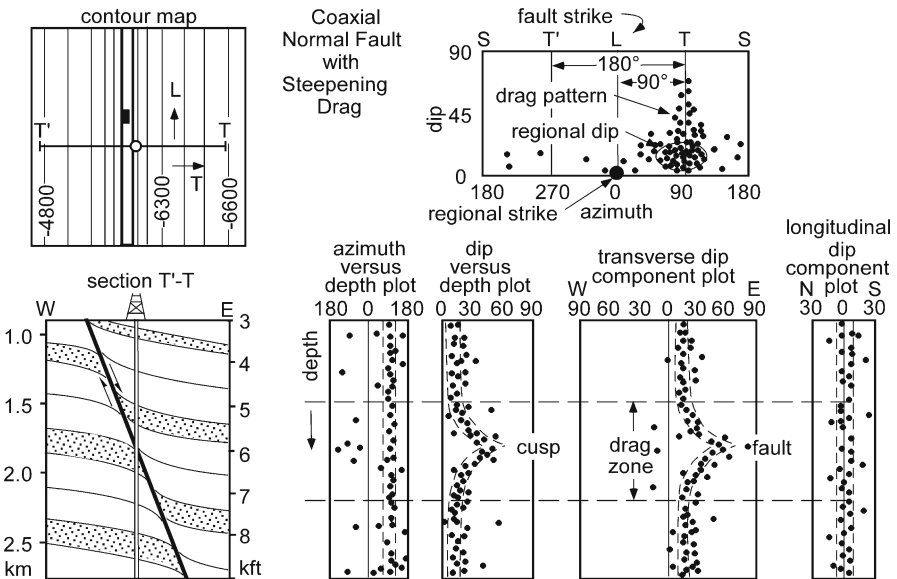 contour map
L
T'
T
T
-4800
-6300
-6600
Coaxial
Normal Fault
with
Steepening
Drag
fault strike
S T' L T S
90
45
0
dip
180°
90°
drag pattern
regional dip
180 270 0 90 180
regional strike
azimuth
section T'-T
W E
1.0
1.5
2.0
2.5
km
3
4
5
6
7
8
kft
azimuth
versus
depth plot
180 0 180
depth
dip
versus
depth plot
0 30 60 90
cusp
transverse dip
component plot
W E
90 60 30 0 30 60 90
drag
zone
fault
longitudinal
dip
component
plot
N S
30 0 30